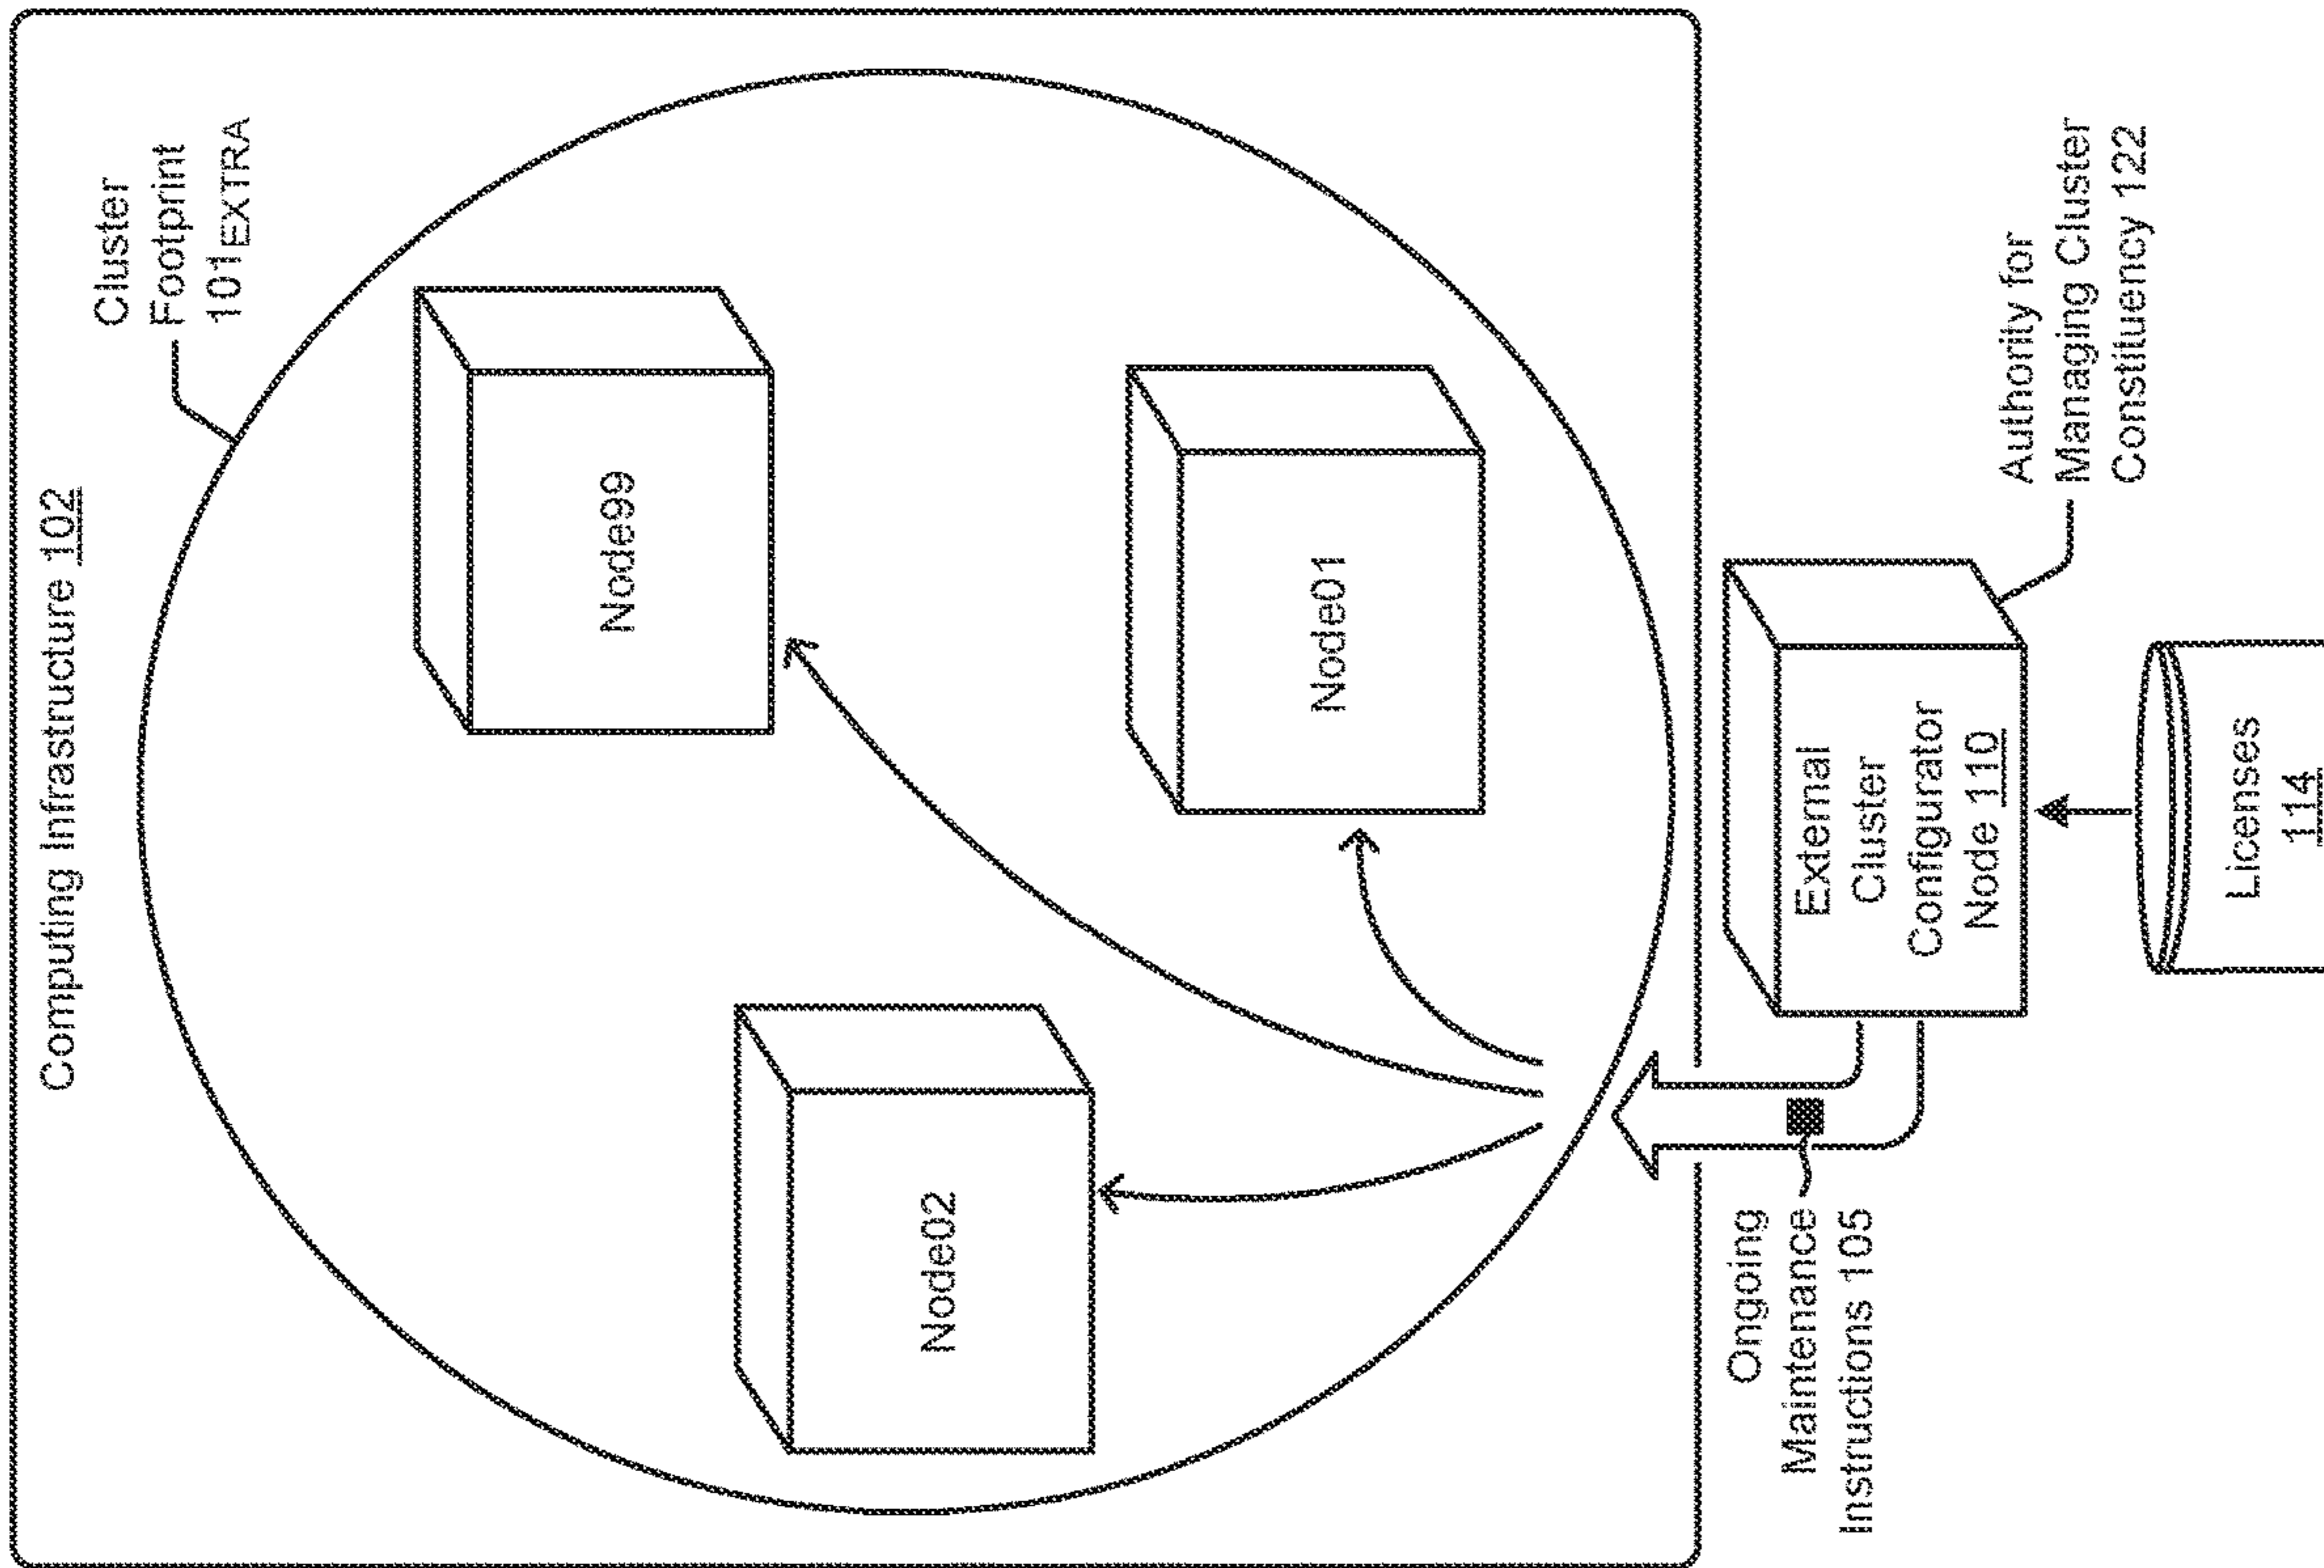 Computing Infrastructure 102
Cluster
Footprint
101EXTRA
Node99
Node02
Node01
Ongoing
Maintenance
Instructions 105
External
Cluster
Configurator
Node 110
Authority for
Managing Cluster
Constituency 122
Licenses
114